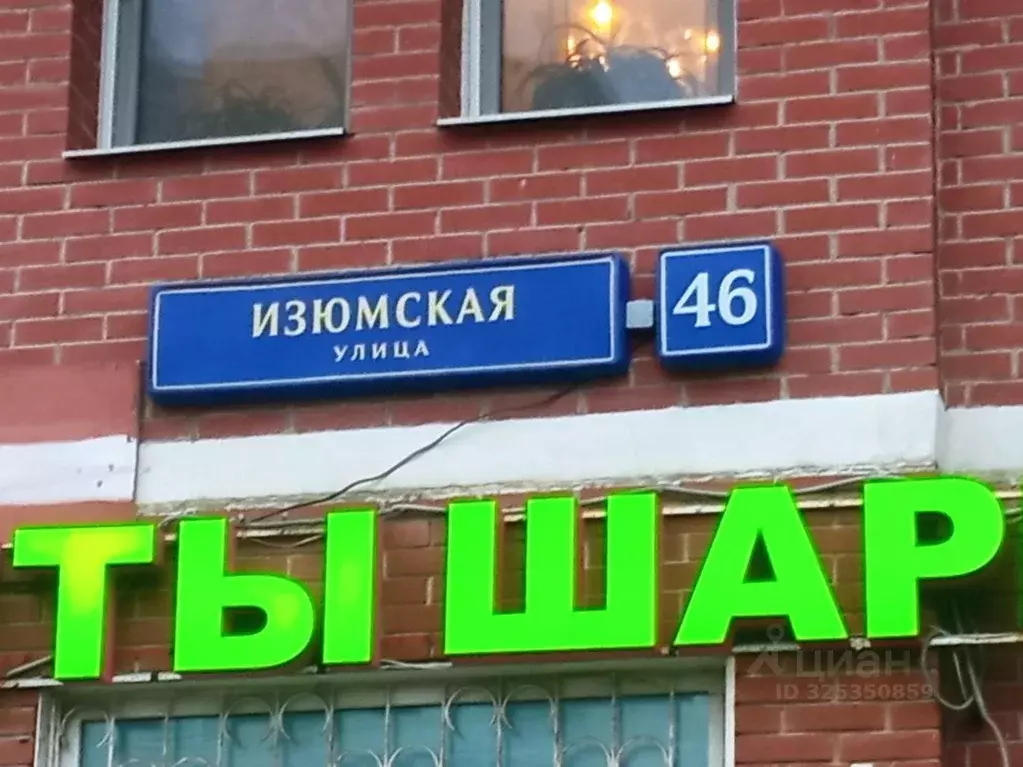 ИЗЮМСКАЯ
УЛИЦА
46
ТЫ ШАР
циан
ID 325350859